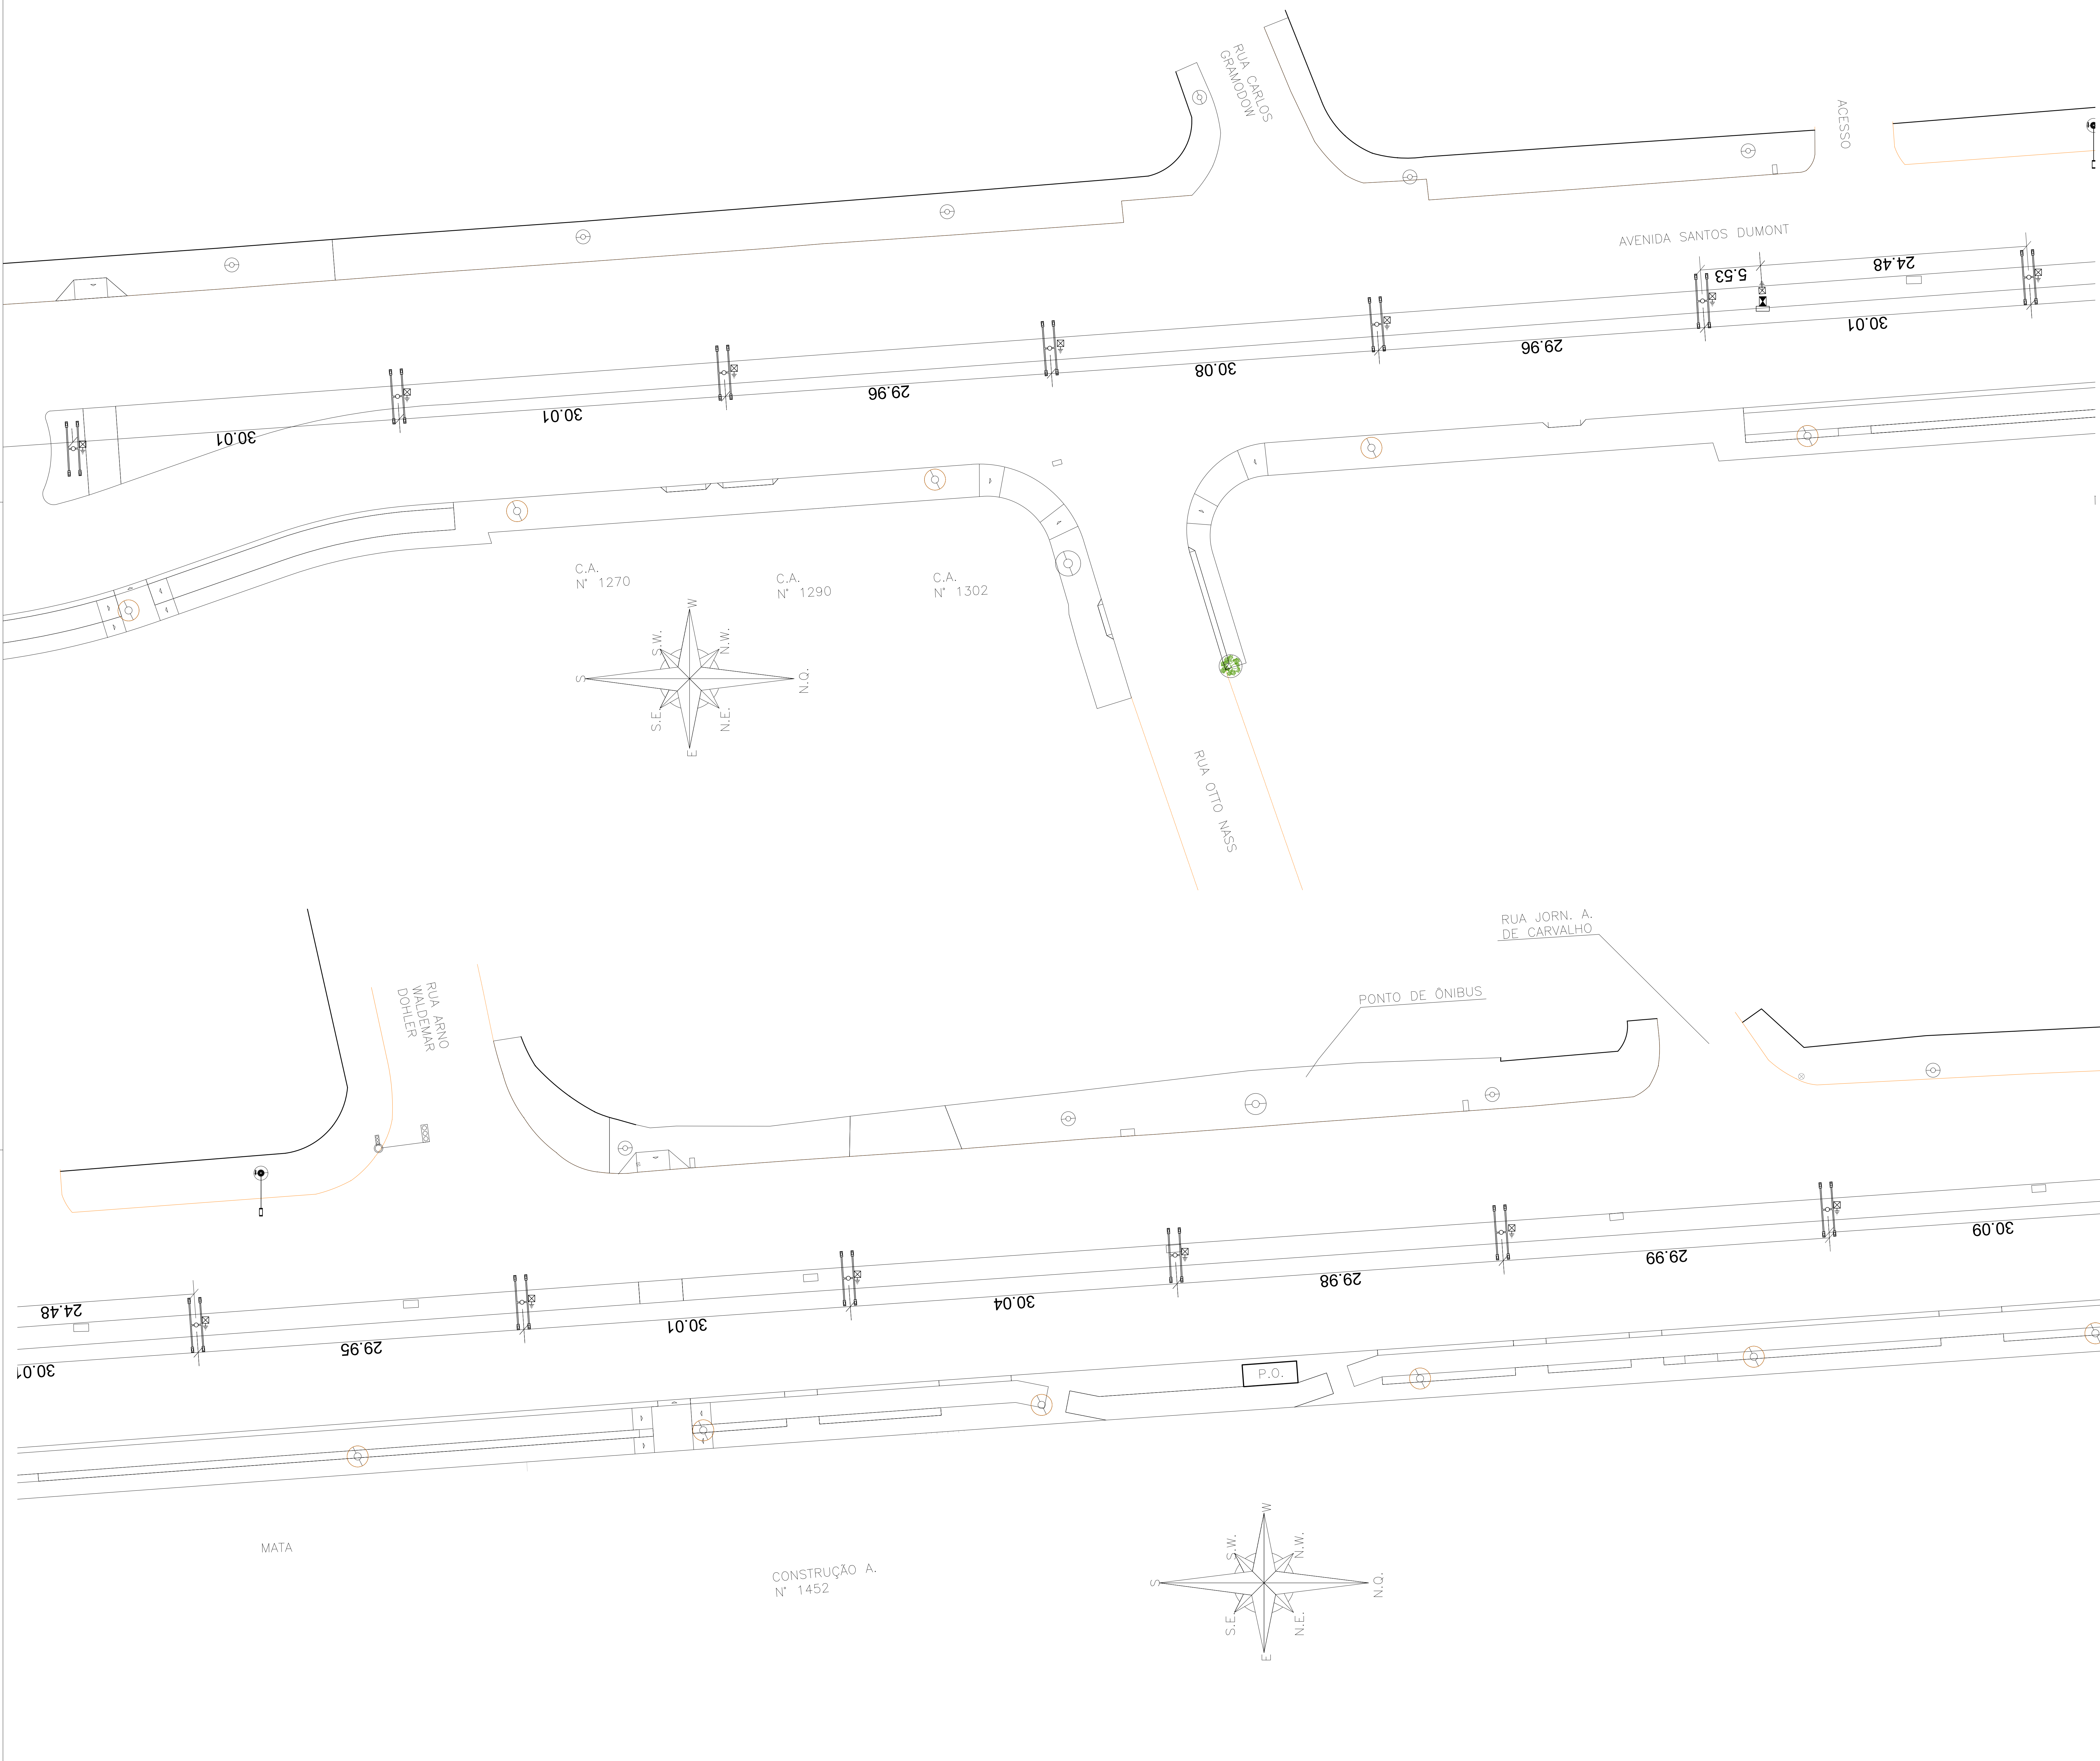 RUA CARLOS
GRAMODOW
ACESSO
AVENIDA SANTOS DUMONT
5.53
24.48
30.01
30.01
29.96
30.08
29.96
30.01
C.A.
N° 1270
C.A.
N° 1290
C.A.
N° 1302
W
S.W.
N.W.
S
N.Q.
S.E.
N.E.
E
RUA OTTO NASS
RUA JORN. A.
DE CARVALHO
PONTO DE ÔNIBUS
RUA ARNO
WALDEMAR
DOHLER
24.48
30.01
29.95
30.01
30.04
29.98
29.99
30.09
P.O.
MATA
CONSTRUÇÃO A.
N° 1452
W
S.W.
N.W.
S
N.Q.
S.E.
N.E.
E